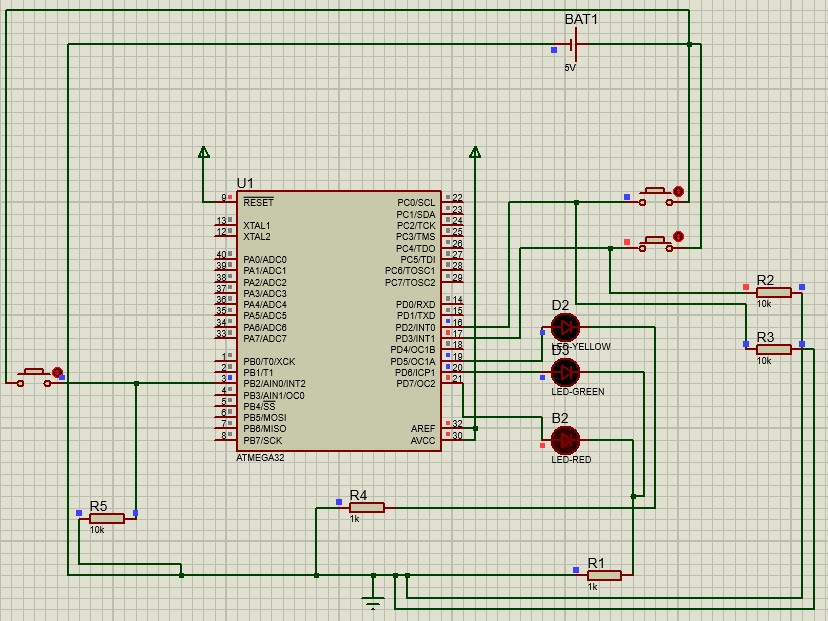 BAT1
5V
U1
9 RESET
13 XTAL1
12 XTAL2
40 PA0/ADC0
39 PA1/ADC1
38 PA2/ADC2
37 PA3/ADC3
36 PA4/ADC4
35 PA5/ADC5
34 PA6/ADC6
33 PA7/ADC7
1 PB0/T0/XCK
2 PB1/T1
3 PB2/AIN0/INT2
4 PB3/AIN1/OC0
5 PB4/SS
6 PB5/MOSI
7 PB6/MISO
8 PB7/SCK
PC0/SCL 22
PC1/SDA 23
PC2/TCK 24
PC3/TMS 25
PC4/TDO 26
PC5/TDI 27
PC6/TOSC1 28
PC7/TOSC2 29
PD0/RXD 14
PD1/TXD 15
PD2/INT0 16
PD3/INT1 17
PD4/OC1B 18
PD5/OC1A 19
PD6/ICP1 20
PD7/OC2 21
AREF 32
AVCC 30
ATMEGA32
D2
LED-YELLOW
D3
LED-GREEN
B2
LED-RED
R2
10k
R3
10k
R4
1k
R5
10k
R1
1k